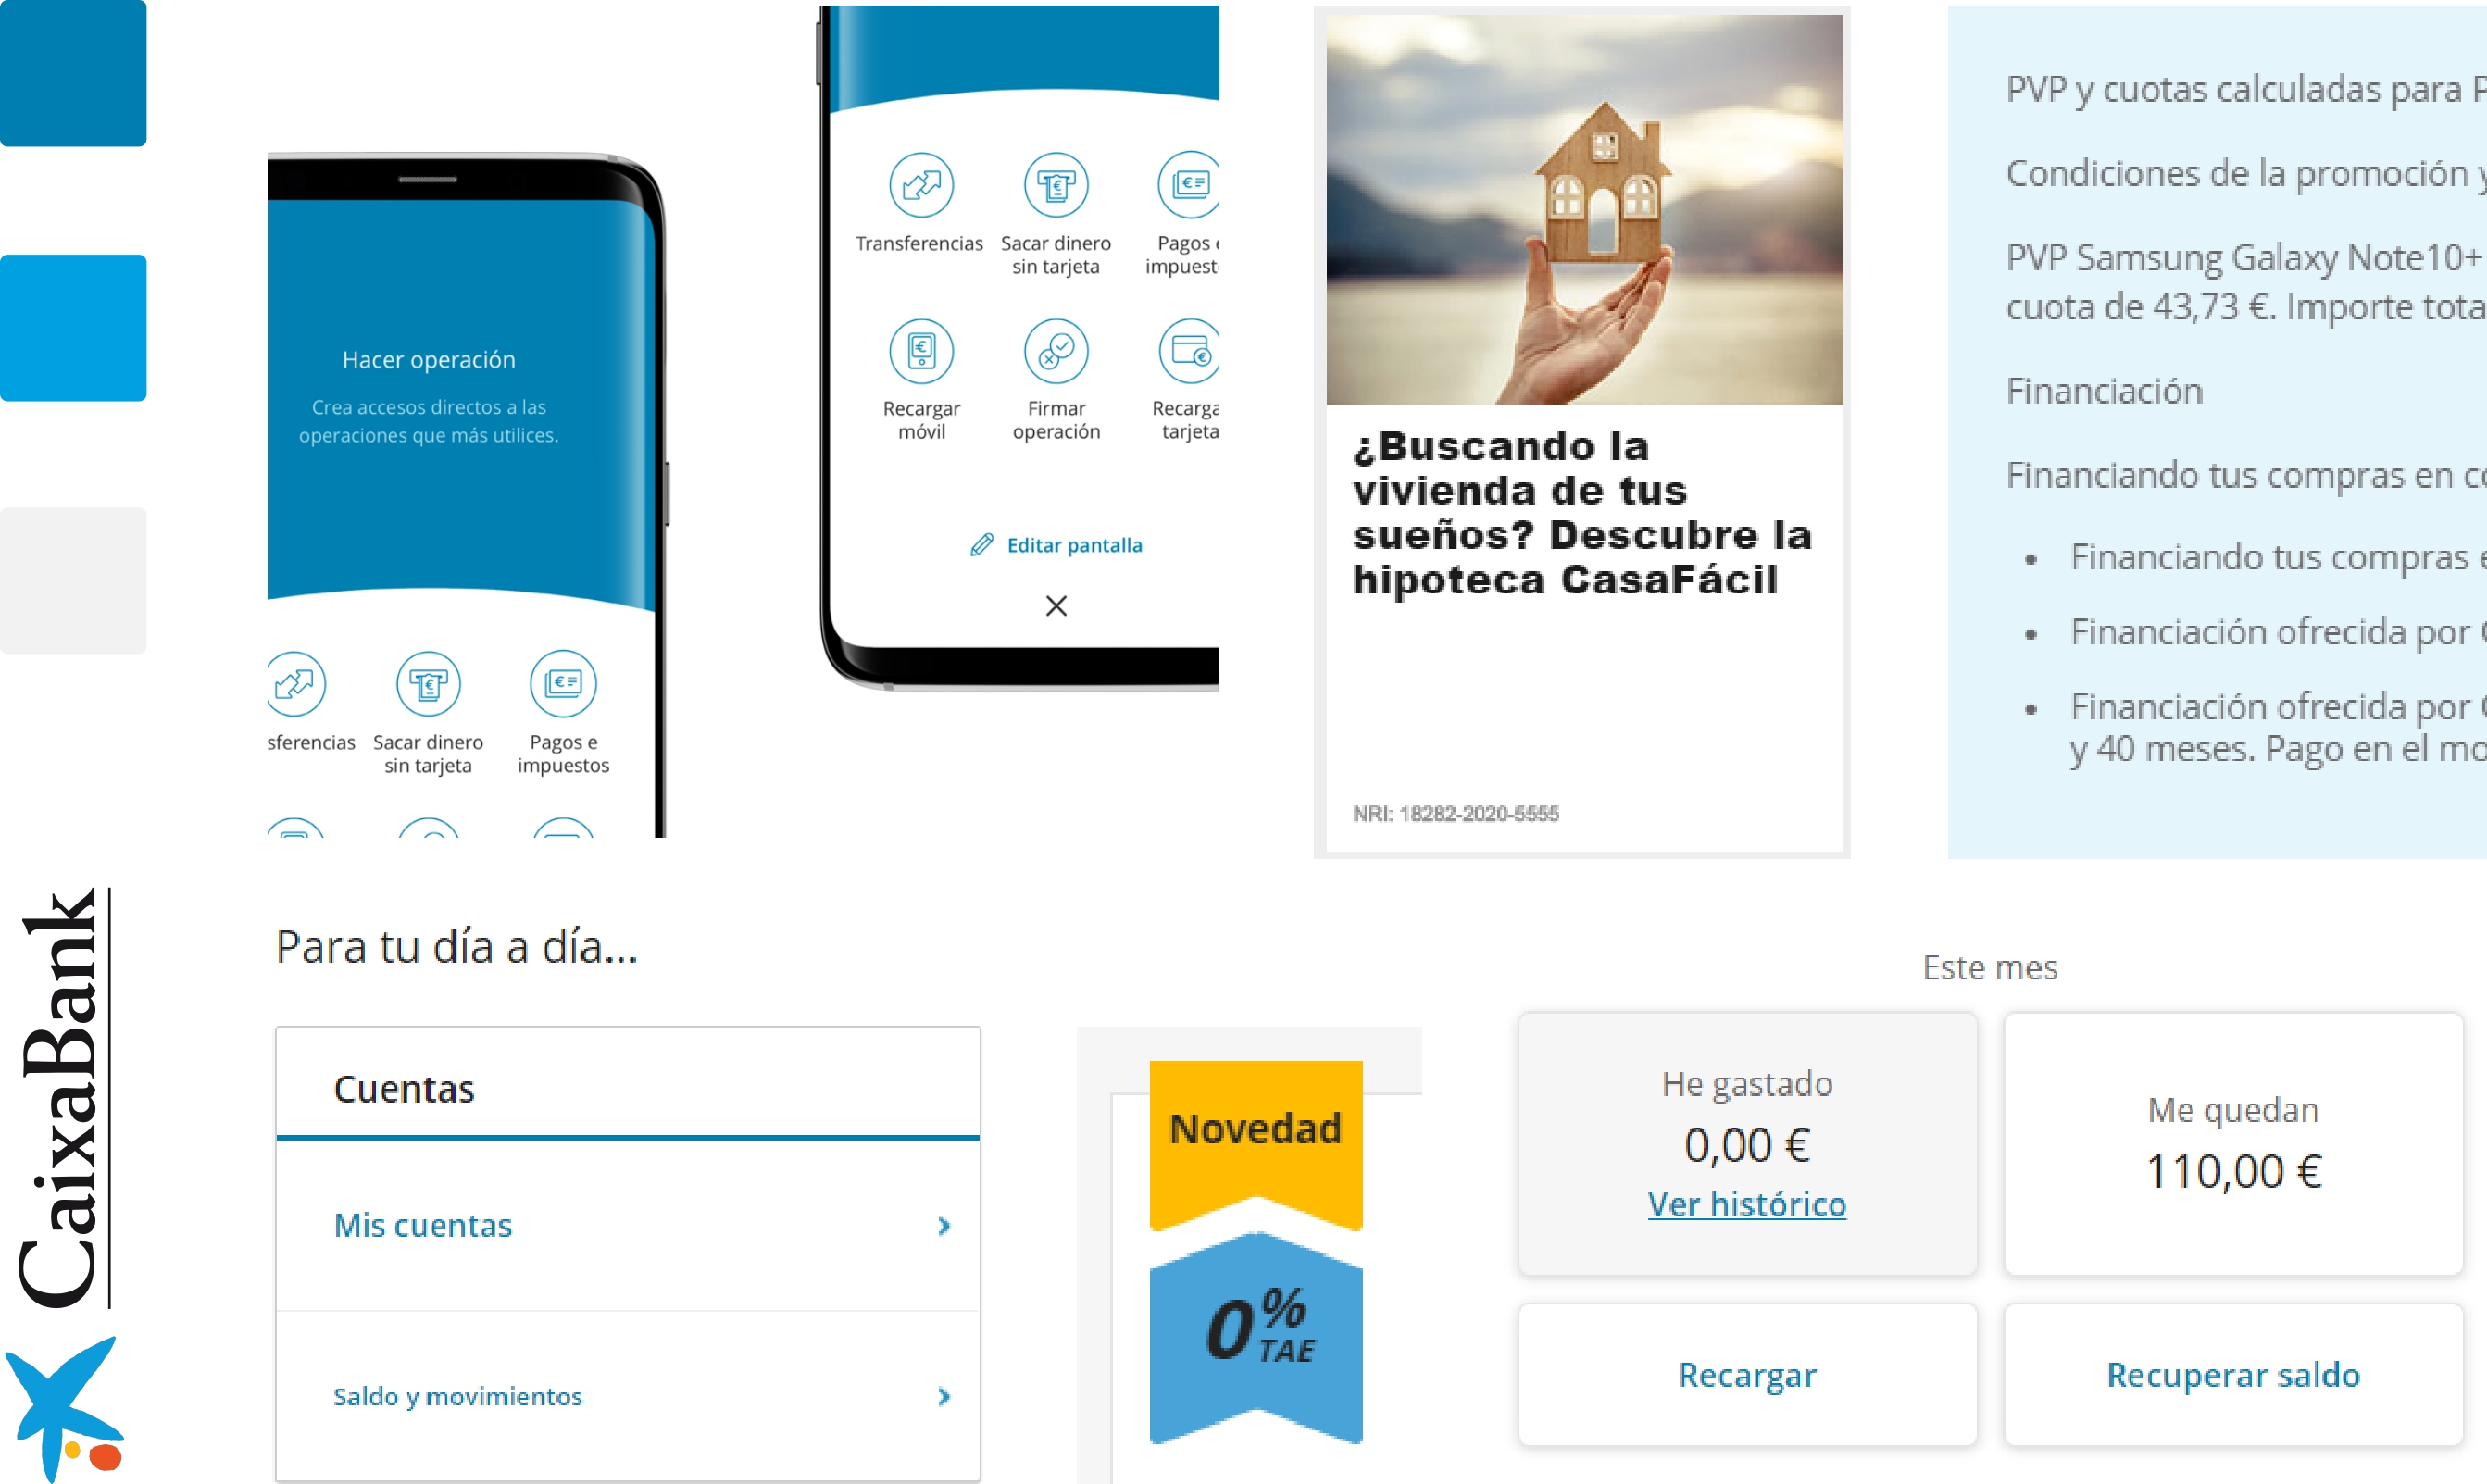 Hacer operación
Crea accesos directos a las
operaciones que más utilices.
sferencias
Sacar dinero
sin tarjeta
Pagos e
impuestos
Transferencias
Sacar dinero
sin tarjeta
Pagos
impuest
Recargar
móvil
Firmar
operación
Recarga
tarjeta
Editar pantalla
¿Buscando la
vivienda de tus
sueños? Descubre la
hipoteca CasaFácil
NRI: 18282-2020-5555
PVP y cuotas calculadas para P
Condiciones de la promoción y
PVP Samsung Galaxy Note10+
cuota de 43,73 €. Importe tota
Financiación
Financiando tus compras en co
• Financiando tus compras e
• Financiación ofrecida por
• Financiación ofrecida por
y 40 meses. Pago en el mo
CaixaBank
Para tu día a día...
Cuentas
Mis cuentas
Saldo y movimientos
Novedad
0%
TAE
Este mes
He gastado
0,00 €
Ver histórico
Me quedan
110,00 €
Recargar
Recuperar saldo